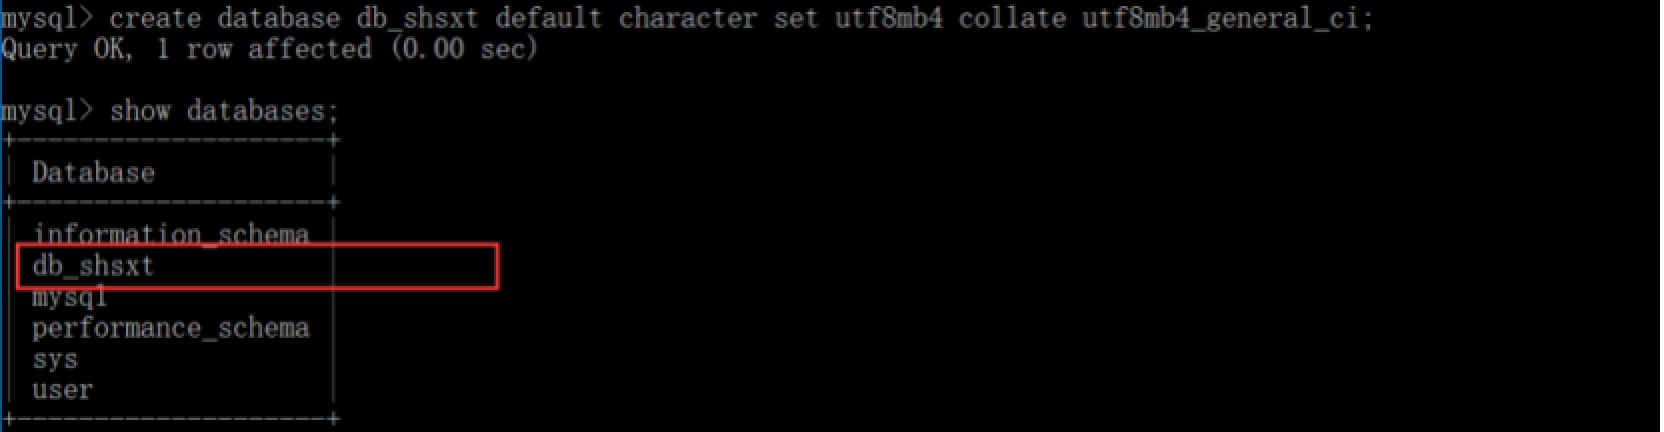 mysql> create database db_shsxt default character set utf8mb4 collate utf8mb4_general_ci;
Query OK, 1 row affected (0.00 sec)
mysql> show databases;
+--------------------+
| Database           |
+--------------------+
| information_schema |
| db_shsxt           |
| mysql              |
| performance_schema |
| sys                |
| user               |
+--------------------+